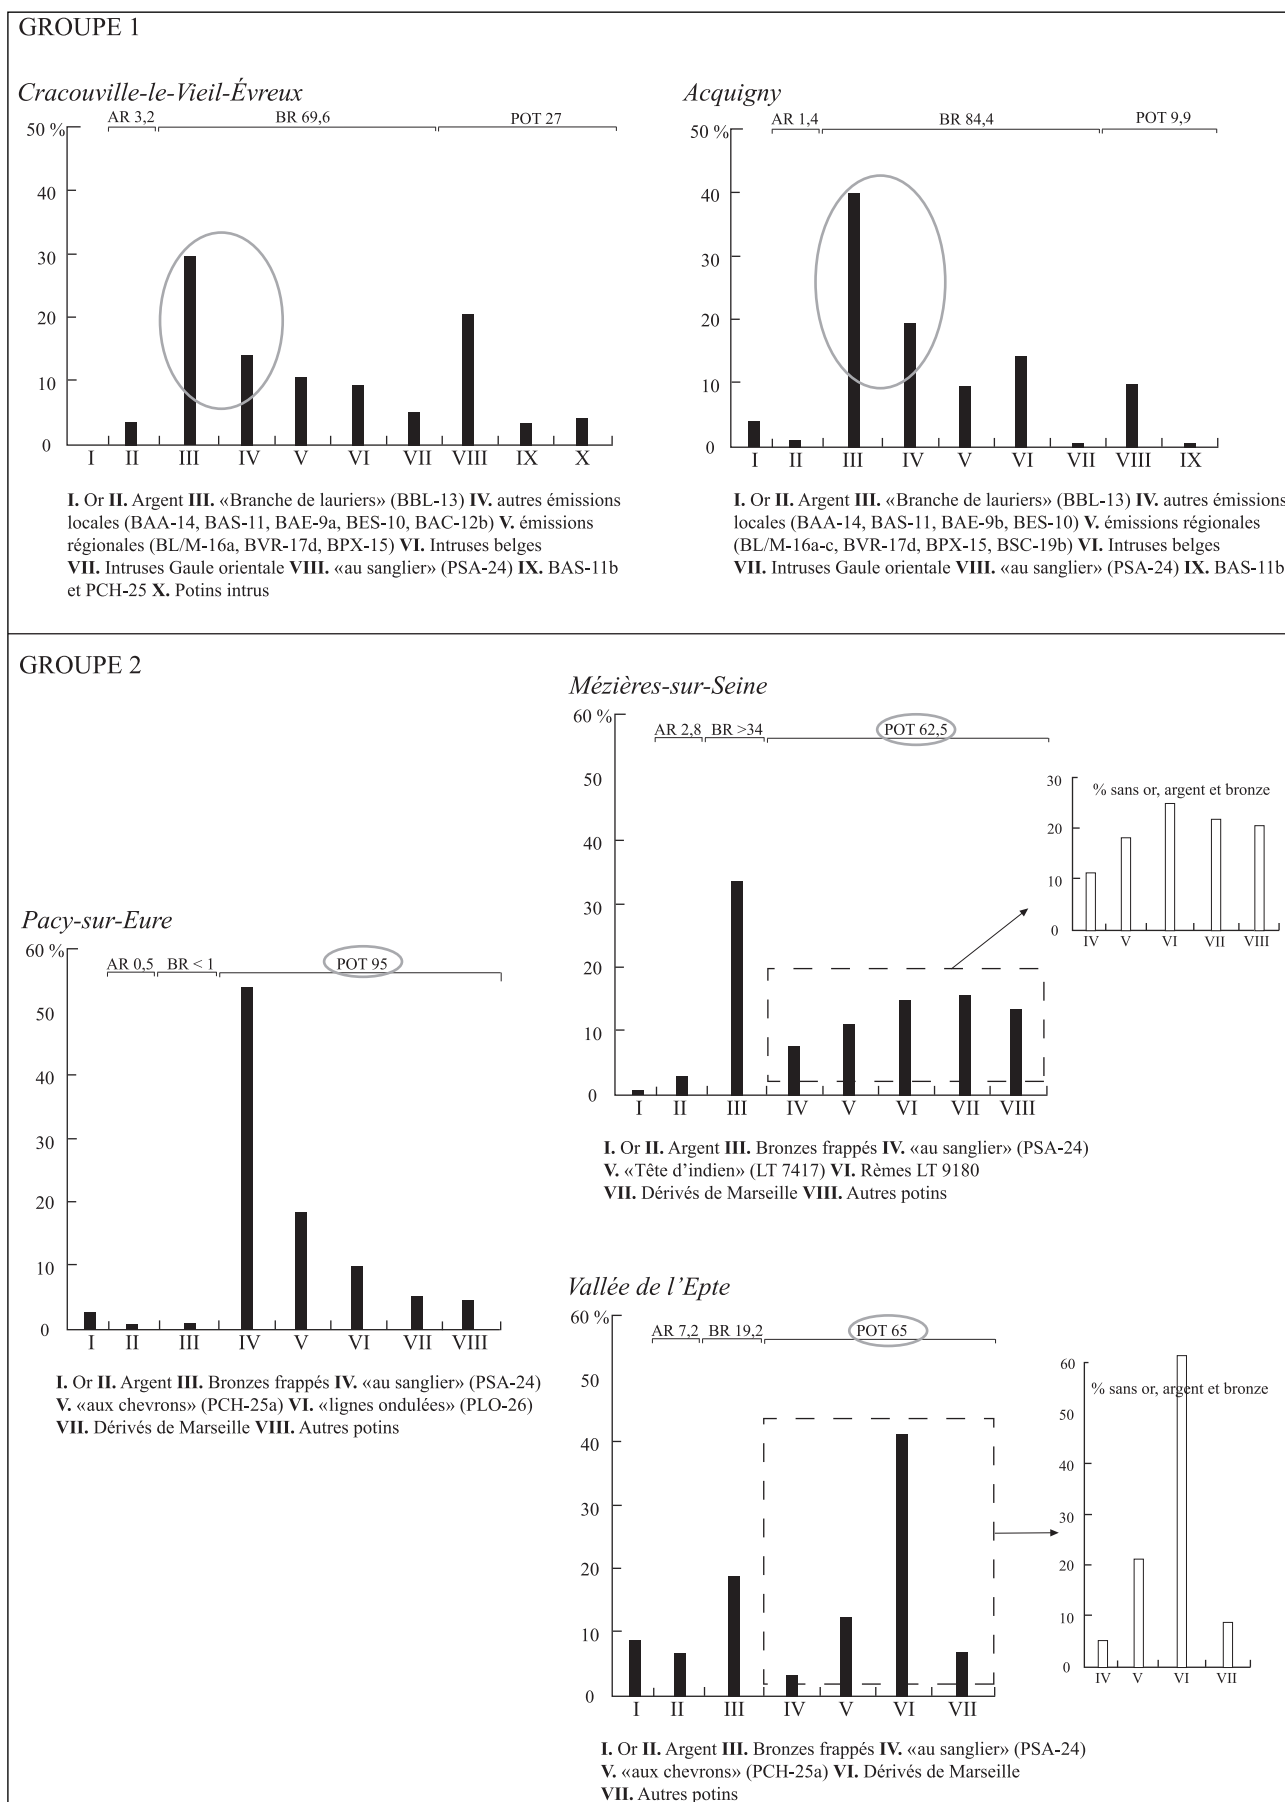 GROUPE 1
Cracouville-le-Vieil-Évreux
AR 3,2 BR 69,6 POT 27
50 %
40
30
20
10
0
I II III IV V VI VII VIII IX X
I. Or II. Argent III. «Branche de lauriers» (BBL-13) IV. autres émissions
locales (BAA-14, BAS-11, BAE-9a, BES-10, BAC-12b) V. émissions
régionales (BL/M-16a, BVR-17d, BPX-15) VI. Intruses belges
VII. Intruses Gaule orientale VIII. «au sanglier» (PSA-24) IX. BAS-11b
et PCH-25 X. Potins intrus
Acquigny
AR 1,4 BR 84,4 POT 9,9
50 %
40
30
20
10
0
I II III IV V VI VII VIII IX
I. Or II. Argent III. «Branche de lauriers» (BBL-13) IV. autres émissions
locales (BAA-14, BAS-11, BAE-9b, BES-10) V. émissions régionales
(BL/M-16a-c, BVR-17d, BPX-15, BSC-19b) VI. Intruses belges
VII. Intruses Gaule orientale VIII. «au sanglier» (PSA-24) IX. BAS-11b
GROUPE 2
Mézières-sur-Seine
60 %
AR 2,8 BR >34 POT 62,5
50
40
30
20
10
0
I II III IV V VI VII VIII
30
% sans or, argent et bronze
20
10
0
IV V VI VII VIII
I. Or II. Argent III. Bronzes frappés IV. «au sanglier» (PSA-24)
V. «Tête d'indien» (LT 7417) VI. Rèmes LT 9180
VII. Dérivés de Marseille VIII. Autres potins
Pacy-sur-Eure
60 %
AR 0,5 BR < 1 POT 95
50
40
30
20
10
0
I II III IV V VI VII VIII
I. Or II. Argent III. Bronzes frappés IV. «au sanglier» (PSA-24)
V. «aux chevrons» (PCH-25a) VI. «lignes ondulées» (PLO-26)
VII. Dérivés de Marseille VIII. Autres potins
Vallée de l'Epte
60 %
AR 7,2 BR 19,2 POT 65
50
40
30
20
10
0
I II III IV V VI VII
60
% sans or, argent et bronze
50
40
30
20
10
0
IV V VI VII
I. Or II. Argent III. Bronzes frappés IV. «au sanglier» (PSA-24)
V. «aux chevrons» (PCH-25a) VI. Dérivés de Marseille
VII. Autres potins